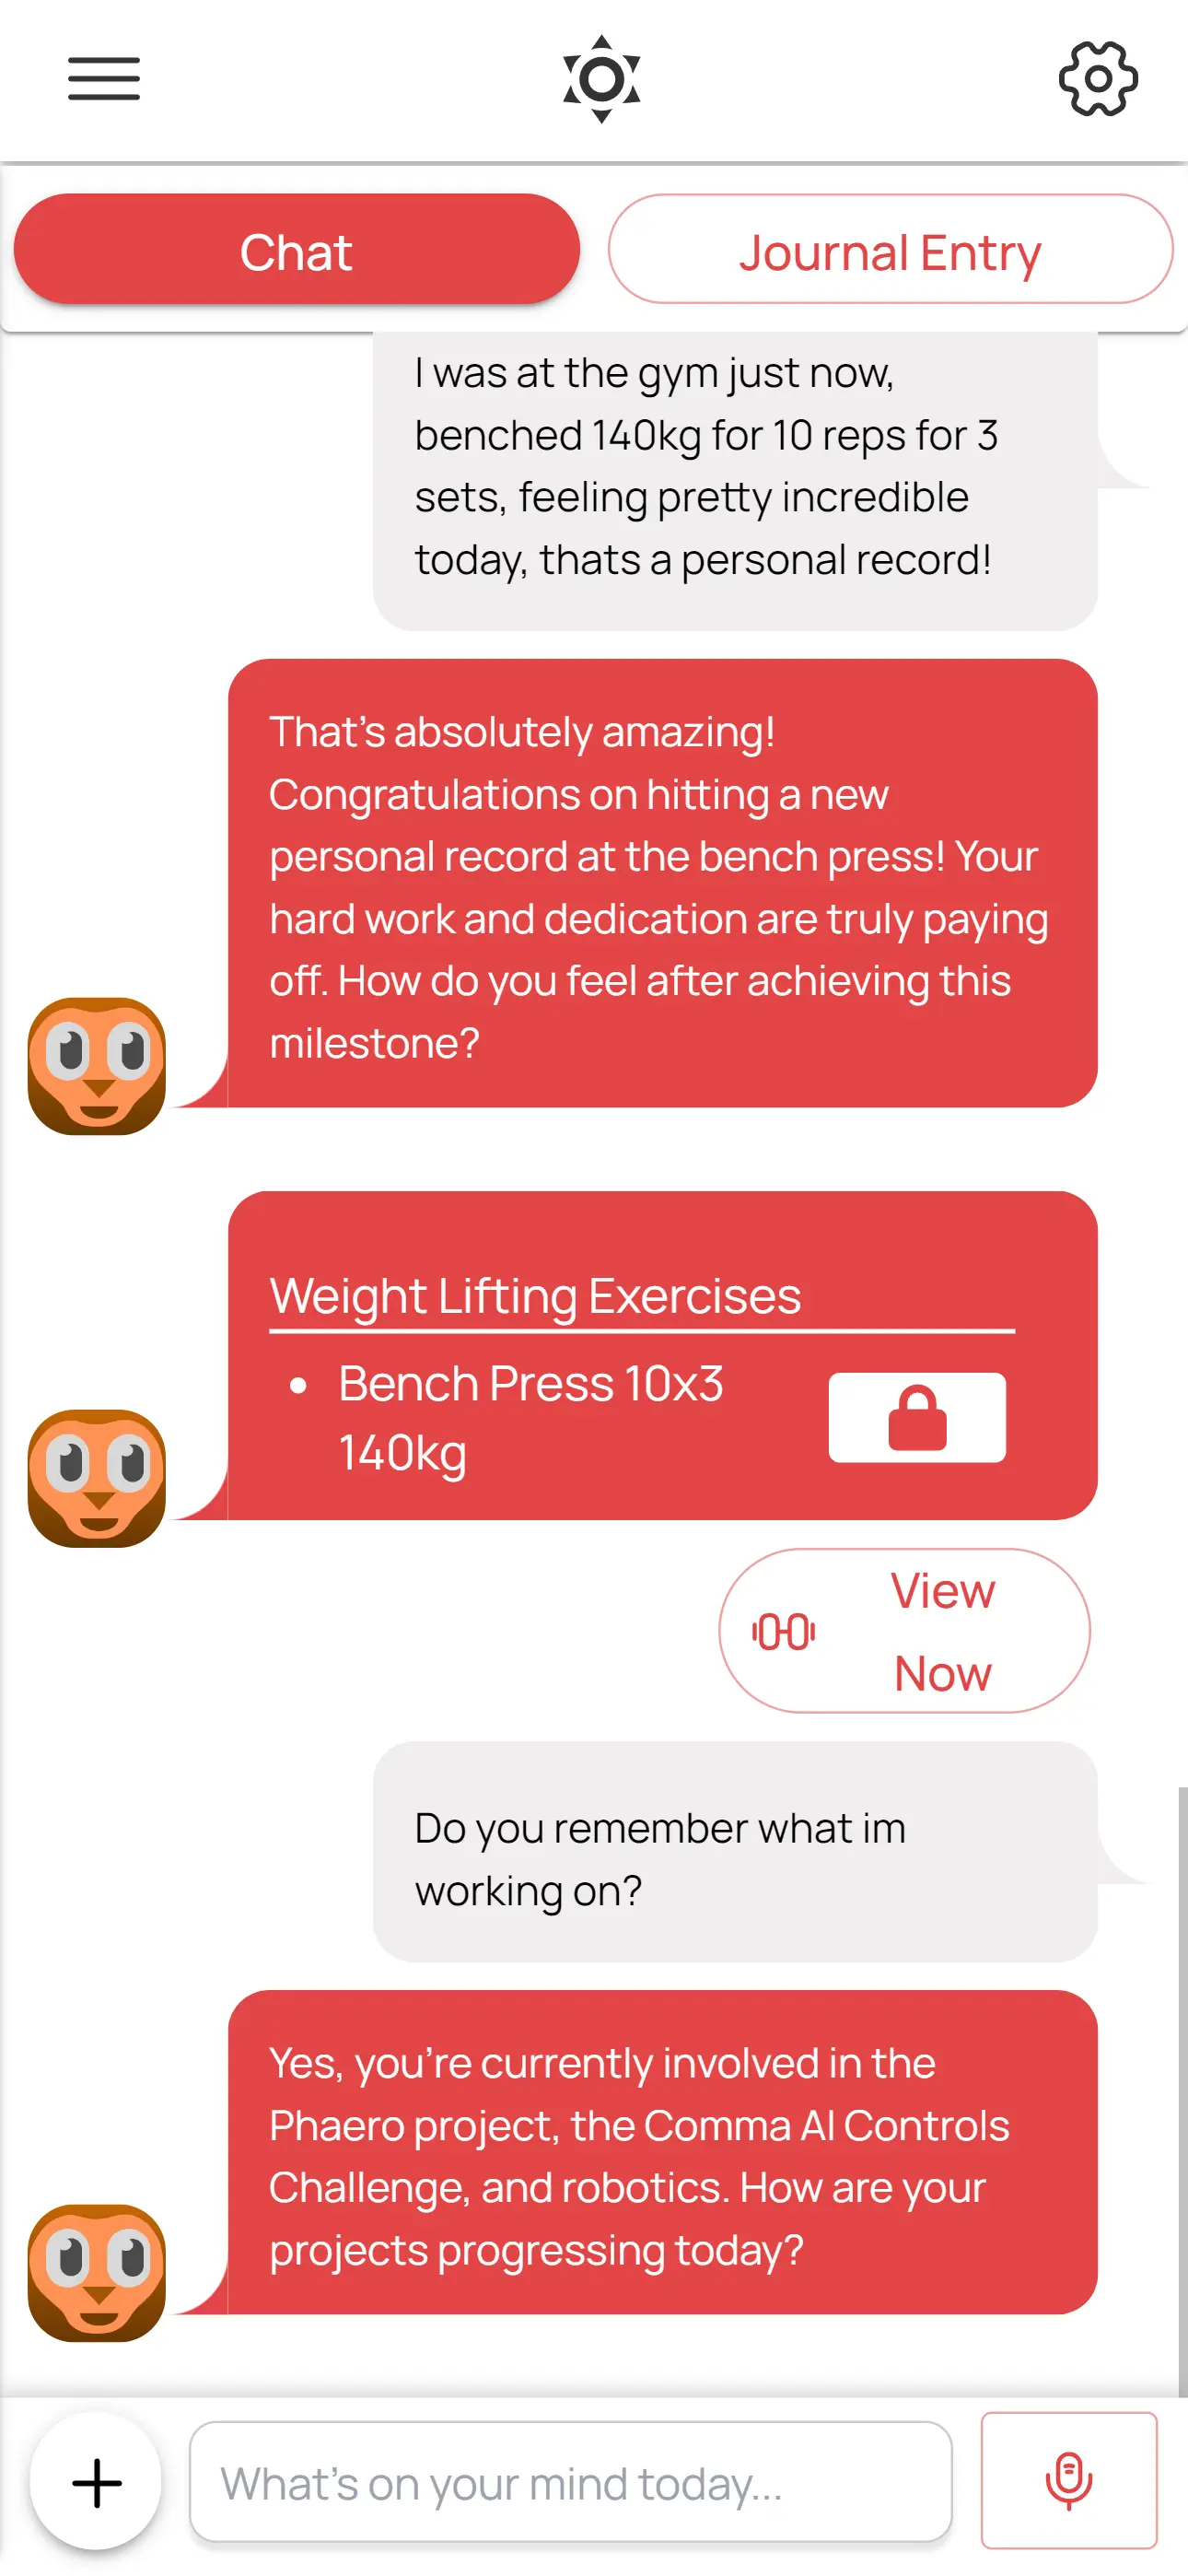 Chat
Journal Entry
I was at the gym just now,
benched 140kg for 10 reps for 3
sets, feeling pretty incredible
today, thats a personal record!
That's absolutely amazing!
Congratulations on hitting a new
personal record at the bench press! Your
hard work and dedication are truly paying
off. How do you feel after achieving this
milestone?
Weight Lifting Exercises
• Bench Press 10x3
140kg
View
Now
Do you remember what im
working on?
Yes, you're currently involved in the
Phaero project, the Comma AI Controls
Challenge, and robotics. How are your
projects progressing today?
What's on your mind today...